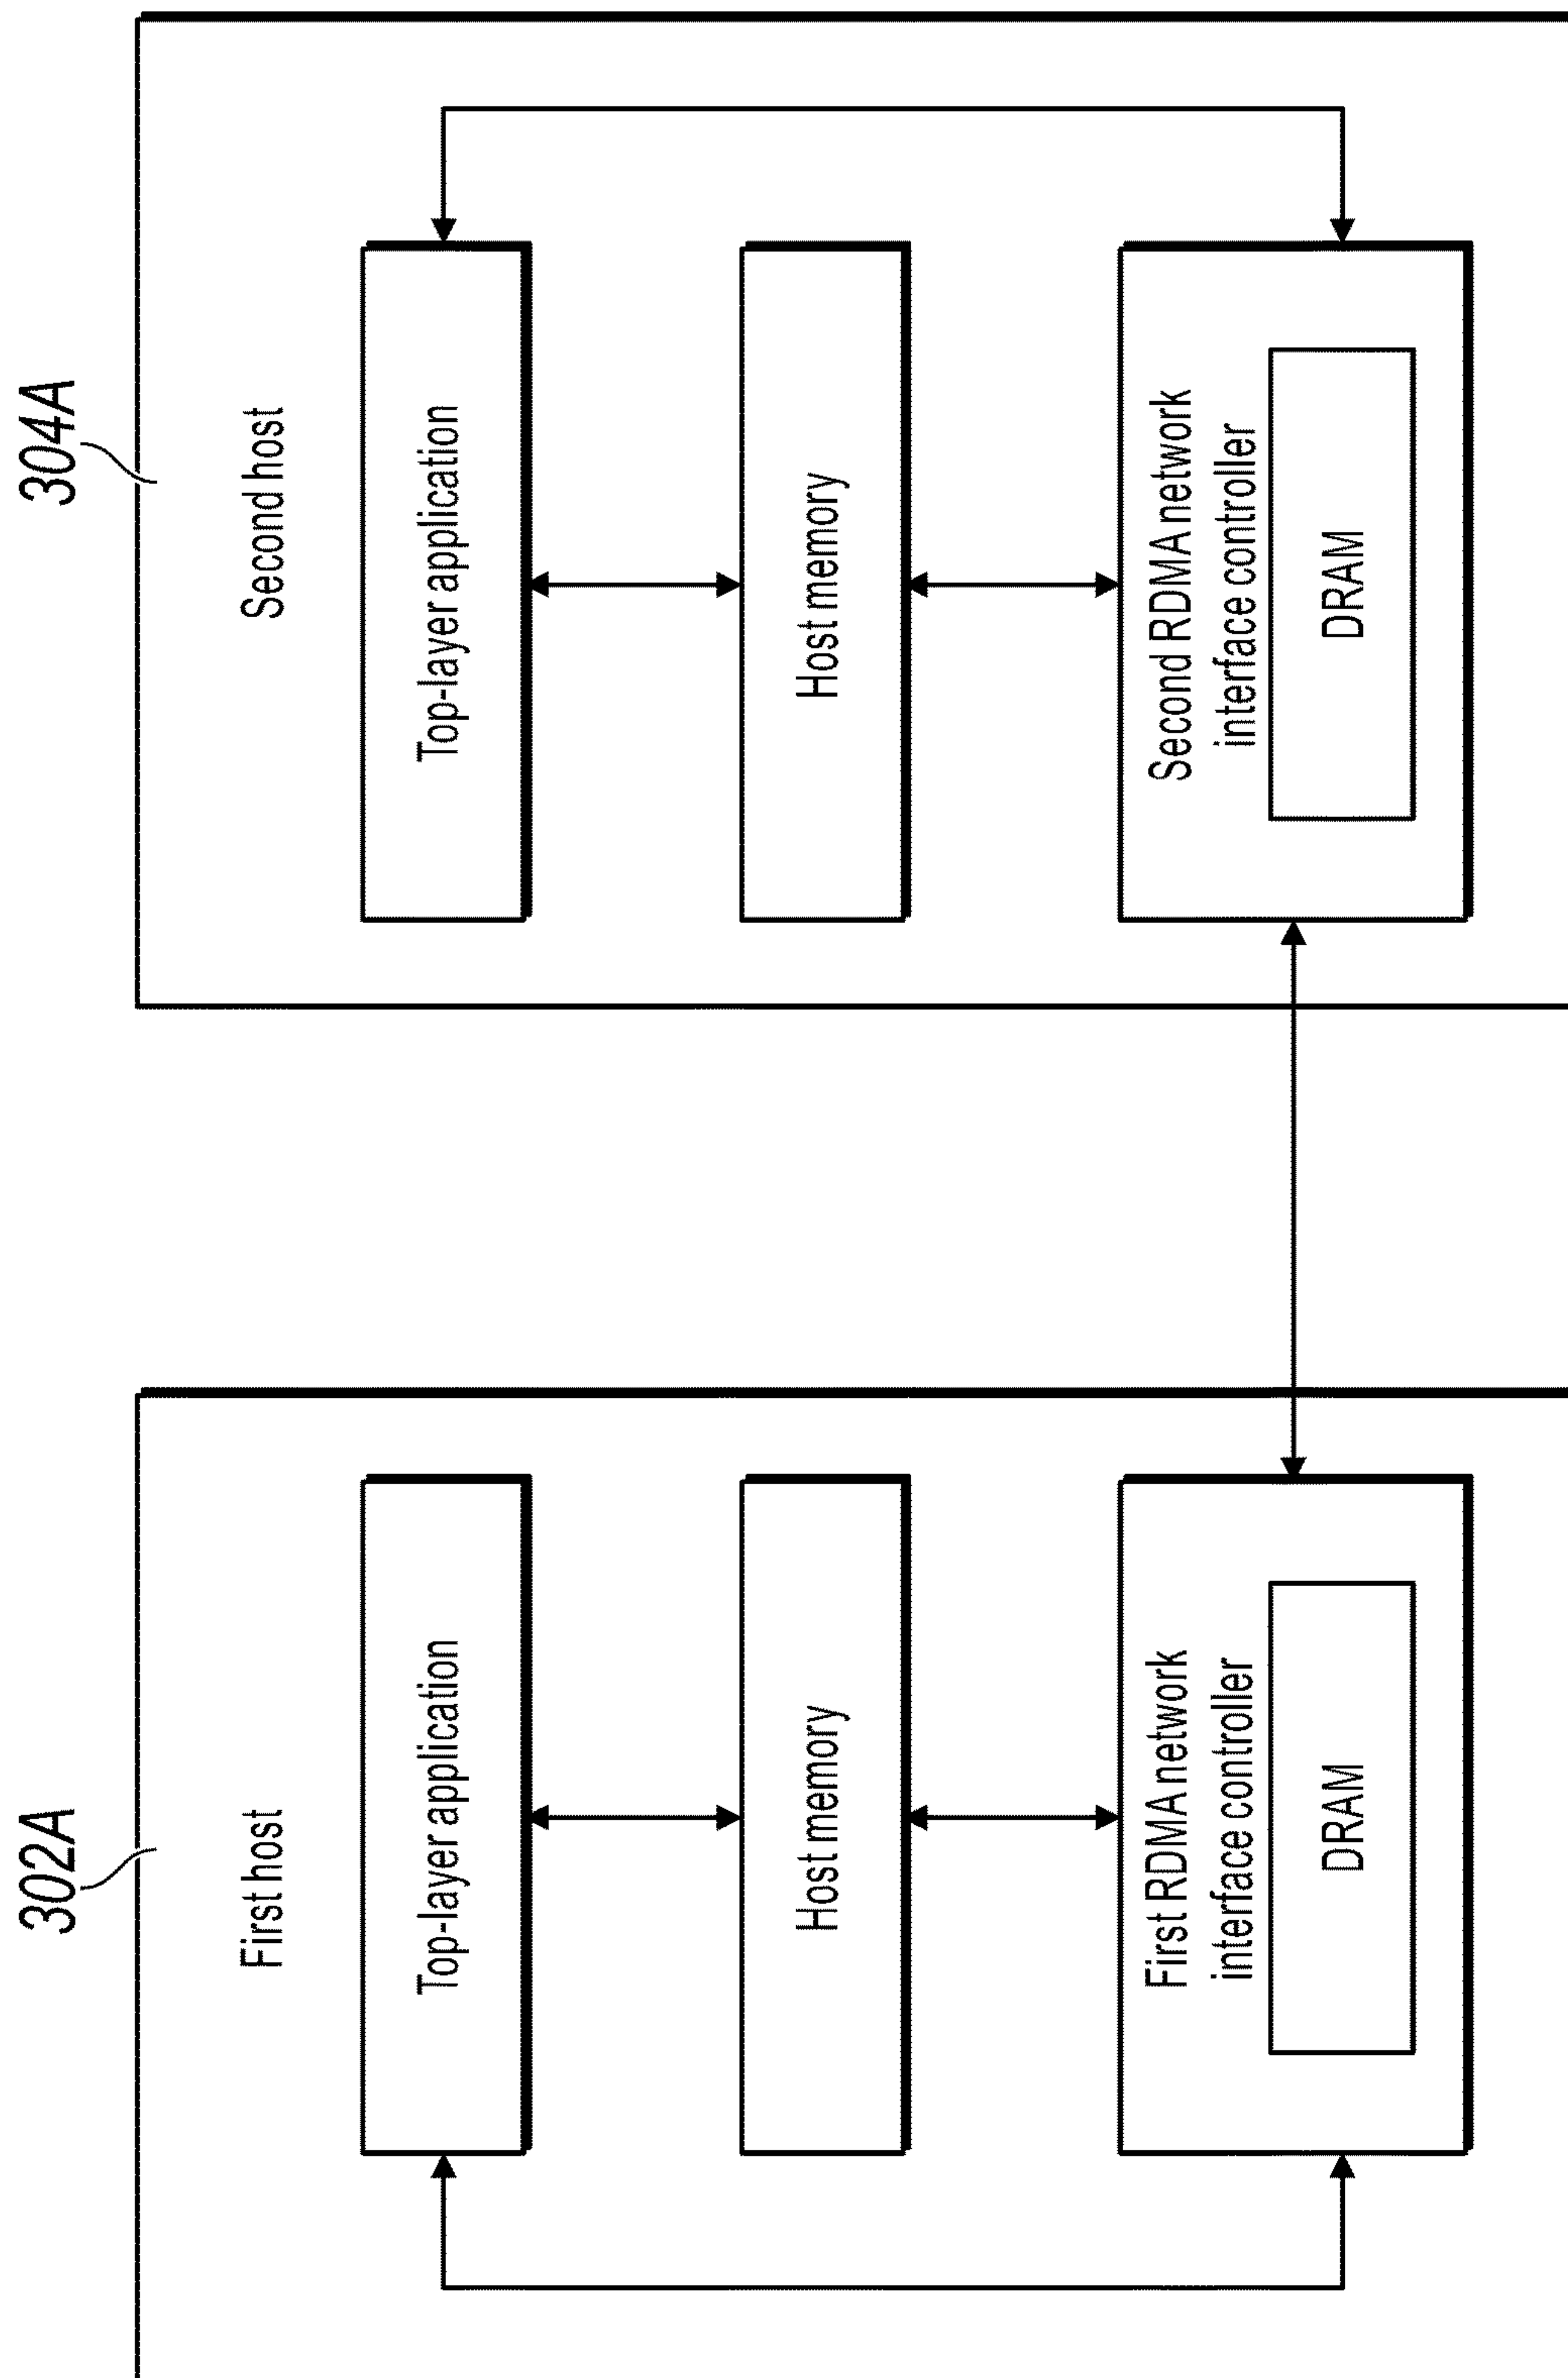 302A
First host
Top-layer application
Host memory
First RDMA network
interface controller
DRAM
304A
Second host
Top-layer application
Host memory
Second RDMA network
interface controller
DRAM